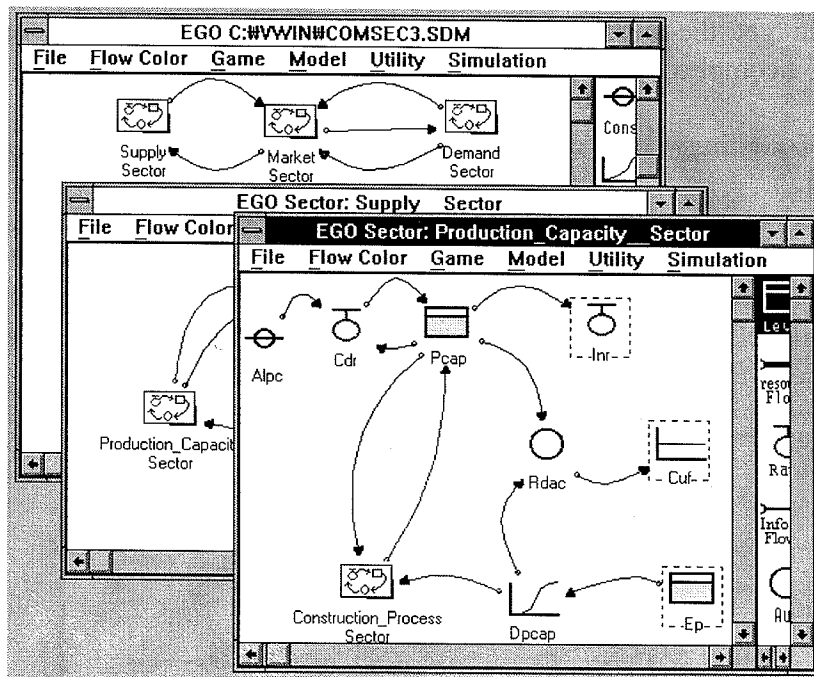 EGO C:₩VWIN₩COMSEC3.SDM
File Flow Color Game Model Utility Simulation
Supply Sector
Market Sector
Demand Sector
Cons
EGO Sector: Supply__Sector
File Flow Color
Production_Capacit
Sector
EGO Sector: Production_Capacity__Sector
File Flow Color Game Model Utility Simulation
Alpc
Cdr
Pcap
Inr
Rdac
Cuf
Construction_Process
Sector
Dpcap
Ep
Lev
resou
Flo
Ra
Info
Flow
Au